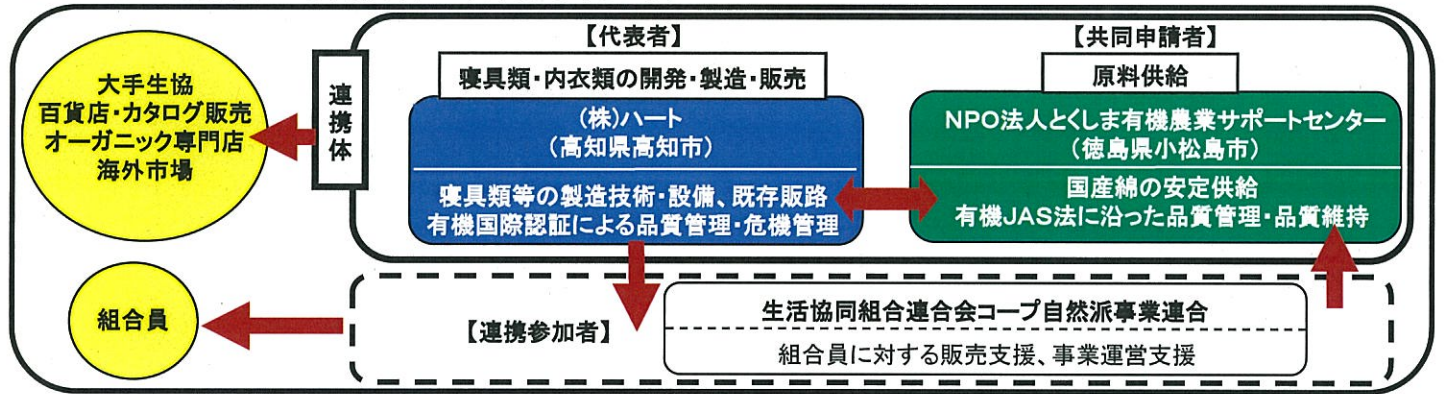 大手生協
百貨店・カタログ販売
オーガニック専門店
海外市場
連携体
【代表者】
寝具類・内衣類の開発・製造・販売
(株)ハート
(高知県高知市)
寝具類等の製造技術・設備、既存販路
有機国際認証による品質管理・危機管理
【共同申請者】
原料供給
NPO法人とくしま有機農業サポートセンター
(徳島県小松島市)
国産綿の安定供給
有機JAS法に沿った品質管理・品質維持
組合員
【連携参加者】
生活協同組合連合会コープ自然派事業連合
組合員に対する販売支援、事業運営支援